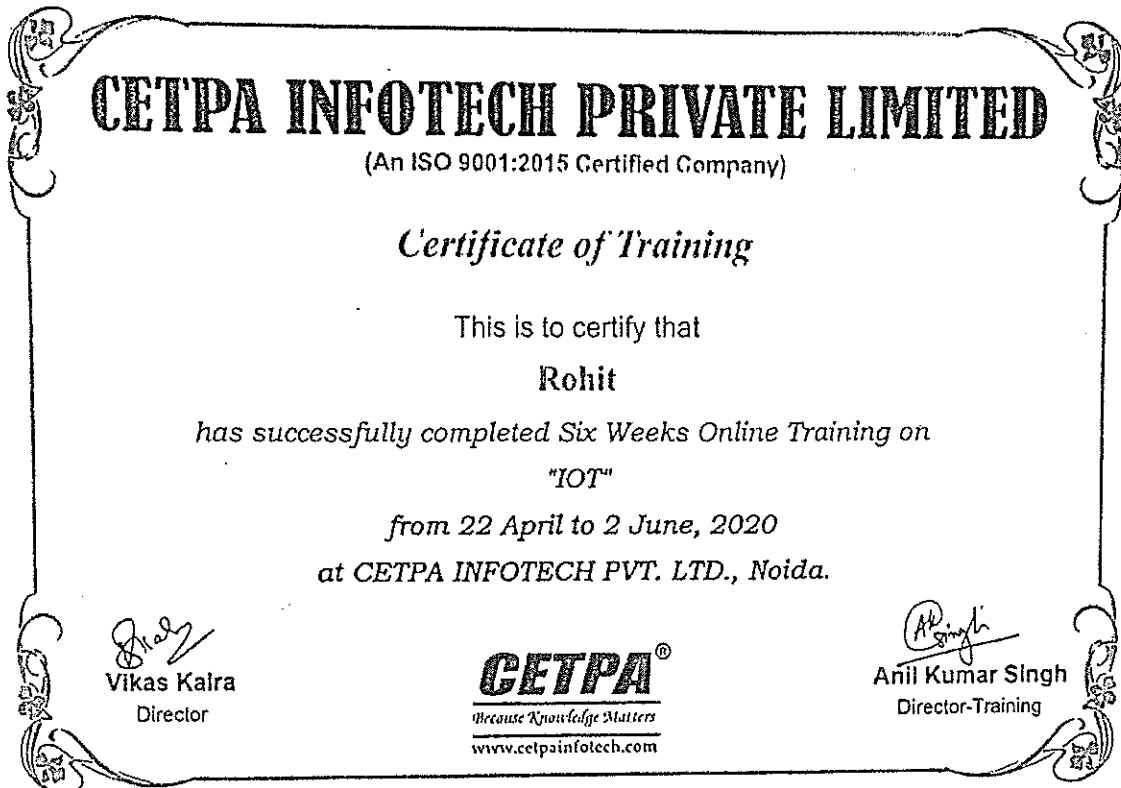 CETPA INFOTECH PRIVATE LIMITED
(An ISO 9001:2015 Certified Company)
Certificate of Training
This is to certify that
Rohit
has successfully completed Six Weeks Online Training on
"IOT"
from 22 April to 2 June, 2020
at CETPA INFOTECH PVT. LTD., Noida.
Vikas Kalra
Director
CETPA®
Because Knowledge Matters
www.cetpainfotech.com
AK Singh
Anil Kumar Singh
Director-Training